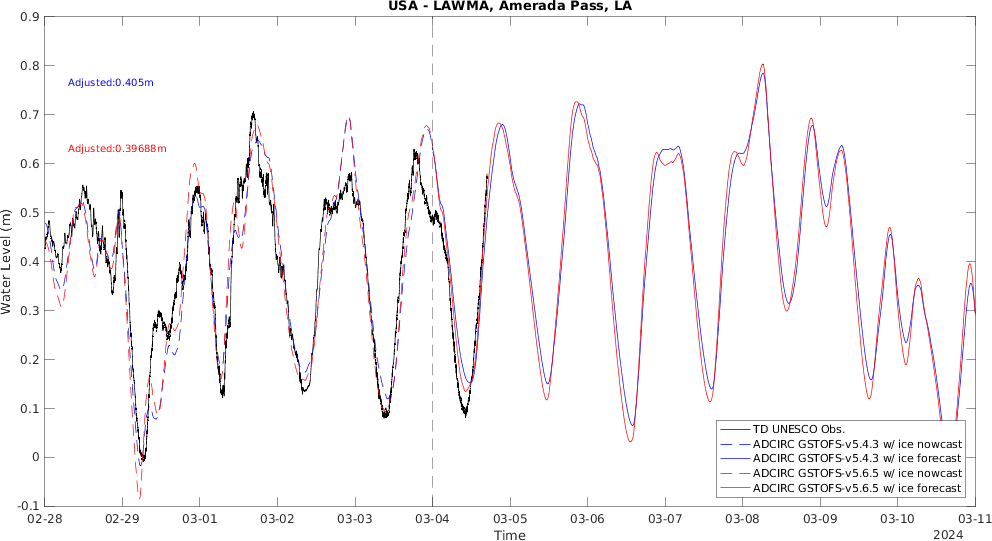 USA - LAWMA, Amerada Pass, LA
0.9
0.8
0.7
0.6
0.5
0.4
0.3
0.2
0.1
0
-0.1
Water Level (m)
Adjusted:0.405m
Adjusted:0.39688m
TD UNESCO Obs.
ADCIRC GSTOFS-v5.4.3 w/ ice nowcast
ADCIRC GSTOFS-v5.4.3 w/ ice forecast
ADCIRC GSTOFS-v5.6.5 w/ ice nowcast
ADCIRC GSTOFS-v5.6.5 w/ ice forecast
02-28 02-29 03-01 03-02 03-03 03-04 03-05 03-06 03-07 03-08 03-09 03-10 03-11
Time
2024